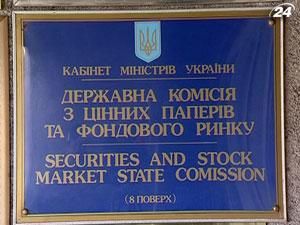 24
КАБІНЕТ МІНІСТРІВ УКРАЇНИ
ДЕРЖАВНА КОМІСІЯ
З ЦІННИХ ПАПЕРІВ
ТА ФОНДОВОГО РИНКУ
SECURITIES AND STOCK
MARKET STATE COMISSION
(8 ПОВЕРХ)